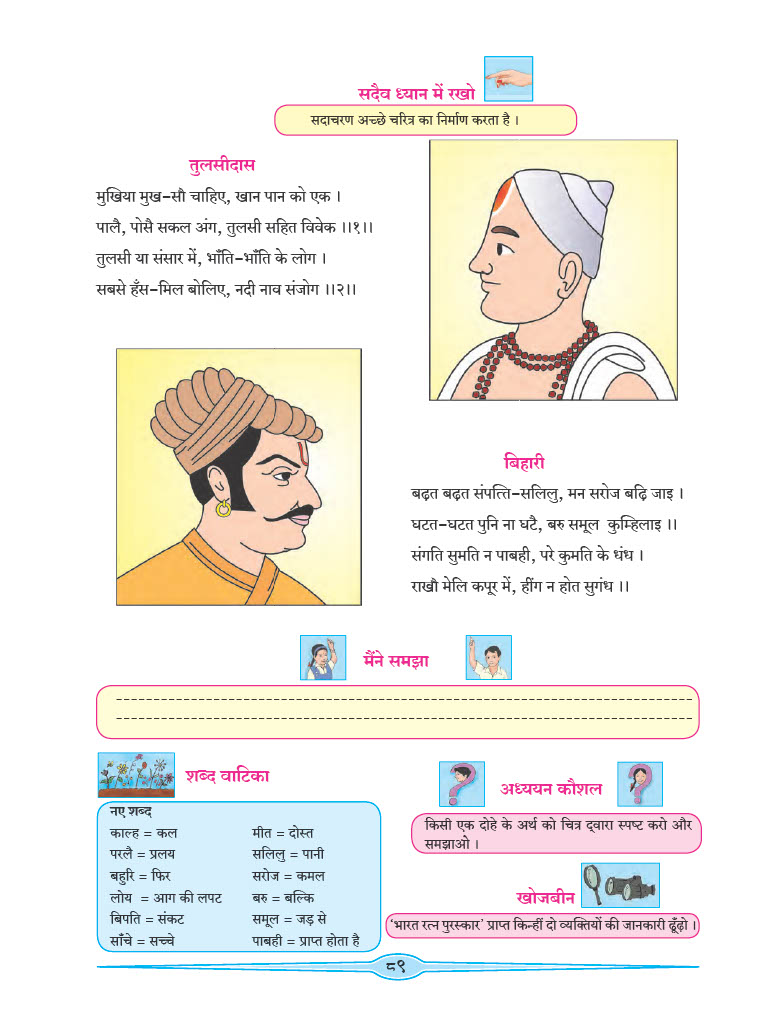 सदैव ध्यान में रखो
सदाचरण अच्छे चरित्र का निर्माण करता है ।
तुलसीदास
मुखिया मुख-सौ चाहिए, खान पान को एक ।
पालै, पोसै सकल अंग, तुलसी सहित विवेक ।।१।।
तुलसी या संसार में, भाँति-भाँति के लोग ।
सबसे हँस-मिल बोलिए, नदी नाव संजोग ।।२।।
बिहारी
बढ़त बढ़त संपत्ति-सलिलु, मन सरोज बढ़ि जाइ ।
घटत-घटत पुनि ना घटै, बरु समूल कुम्हिलाइ ।।
संगति सुमति न पाबही, परे कुमति के धंध ।
राखौ मेलि कपूर में, हींग न होत सुगंध ।।
मैंने समझा
शब्द वाटिका
नए शब्द
काल्ह = कल
परलै = प्रलय
बहुरि = फिर
लोय = आग की लपट
बिपति = संकट
साँचे = सच्चे
मीत = दोस्त
सलिलु = पानी
सरोज = कमल
बरु = बल्कि
समूल = जड़ से
पाबही = प्राप्त होता है
अध्ययन कौशल
किसी एक दोहे के अर्थ को चित्र द्वारा स्पष्ट करो और
समझाओ ।
खोजबीन
‘भारत रत्न पुरस्कार’ प्राप्त किन्हीं दो व्यक्तियों की जानकारी ढूँढ़ो ।
८९